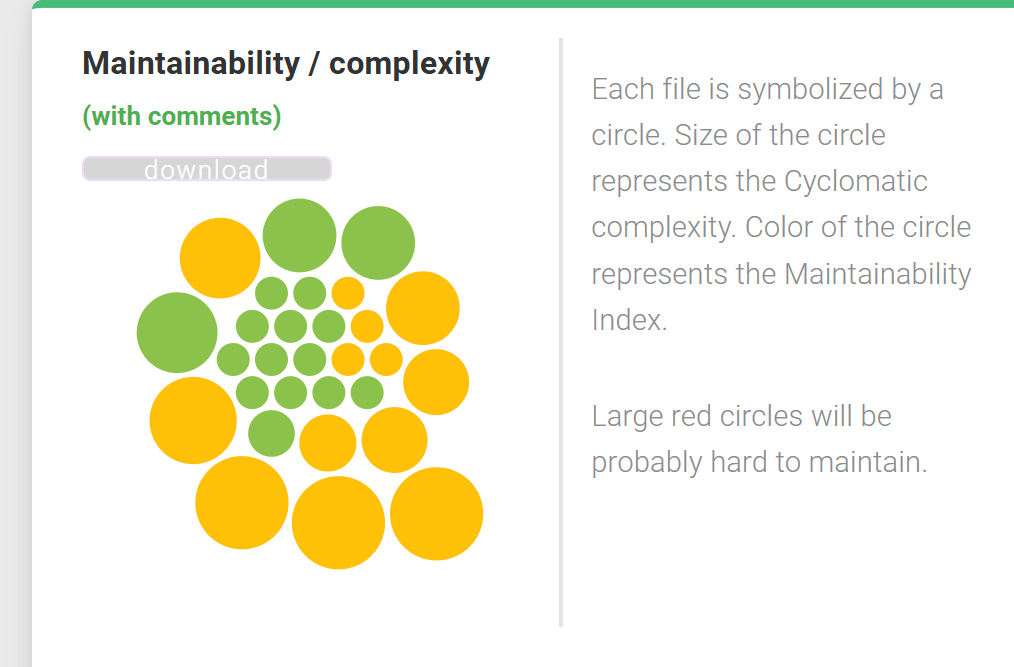 Maintainability / complexity
(with comments)
download
Each file is symbolized by a
circle. Size of the circle
represents the Cyclomatic
complexity. Color of the circle
represents the Maintainability
Index.
Large red circles will be
probably hard to maintain.